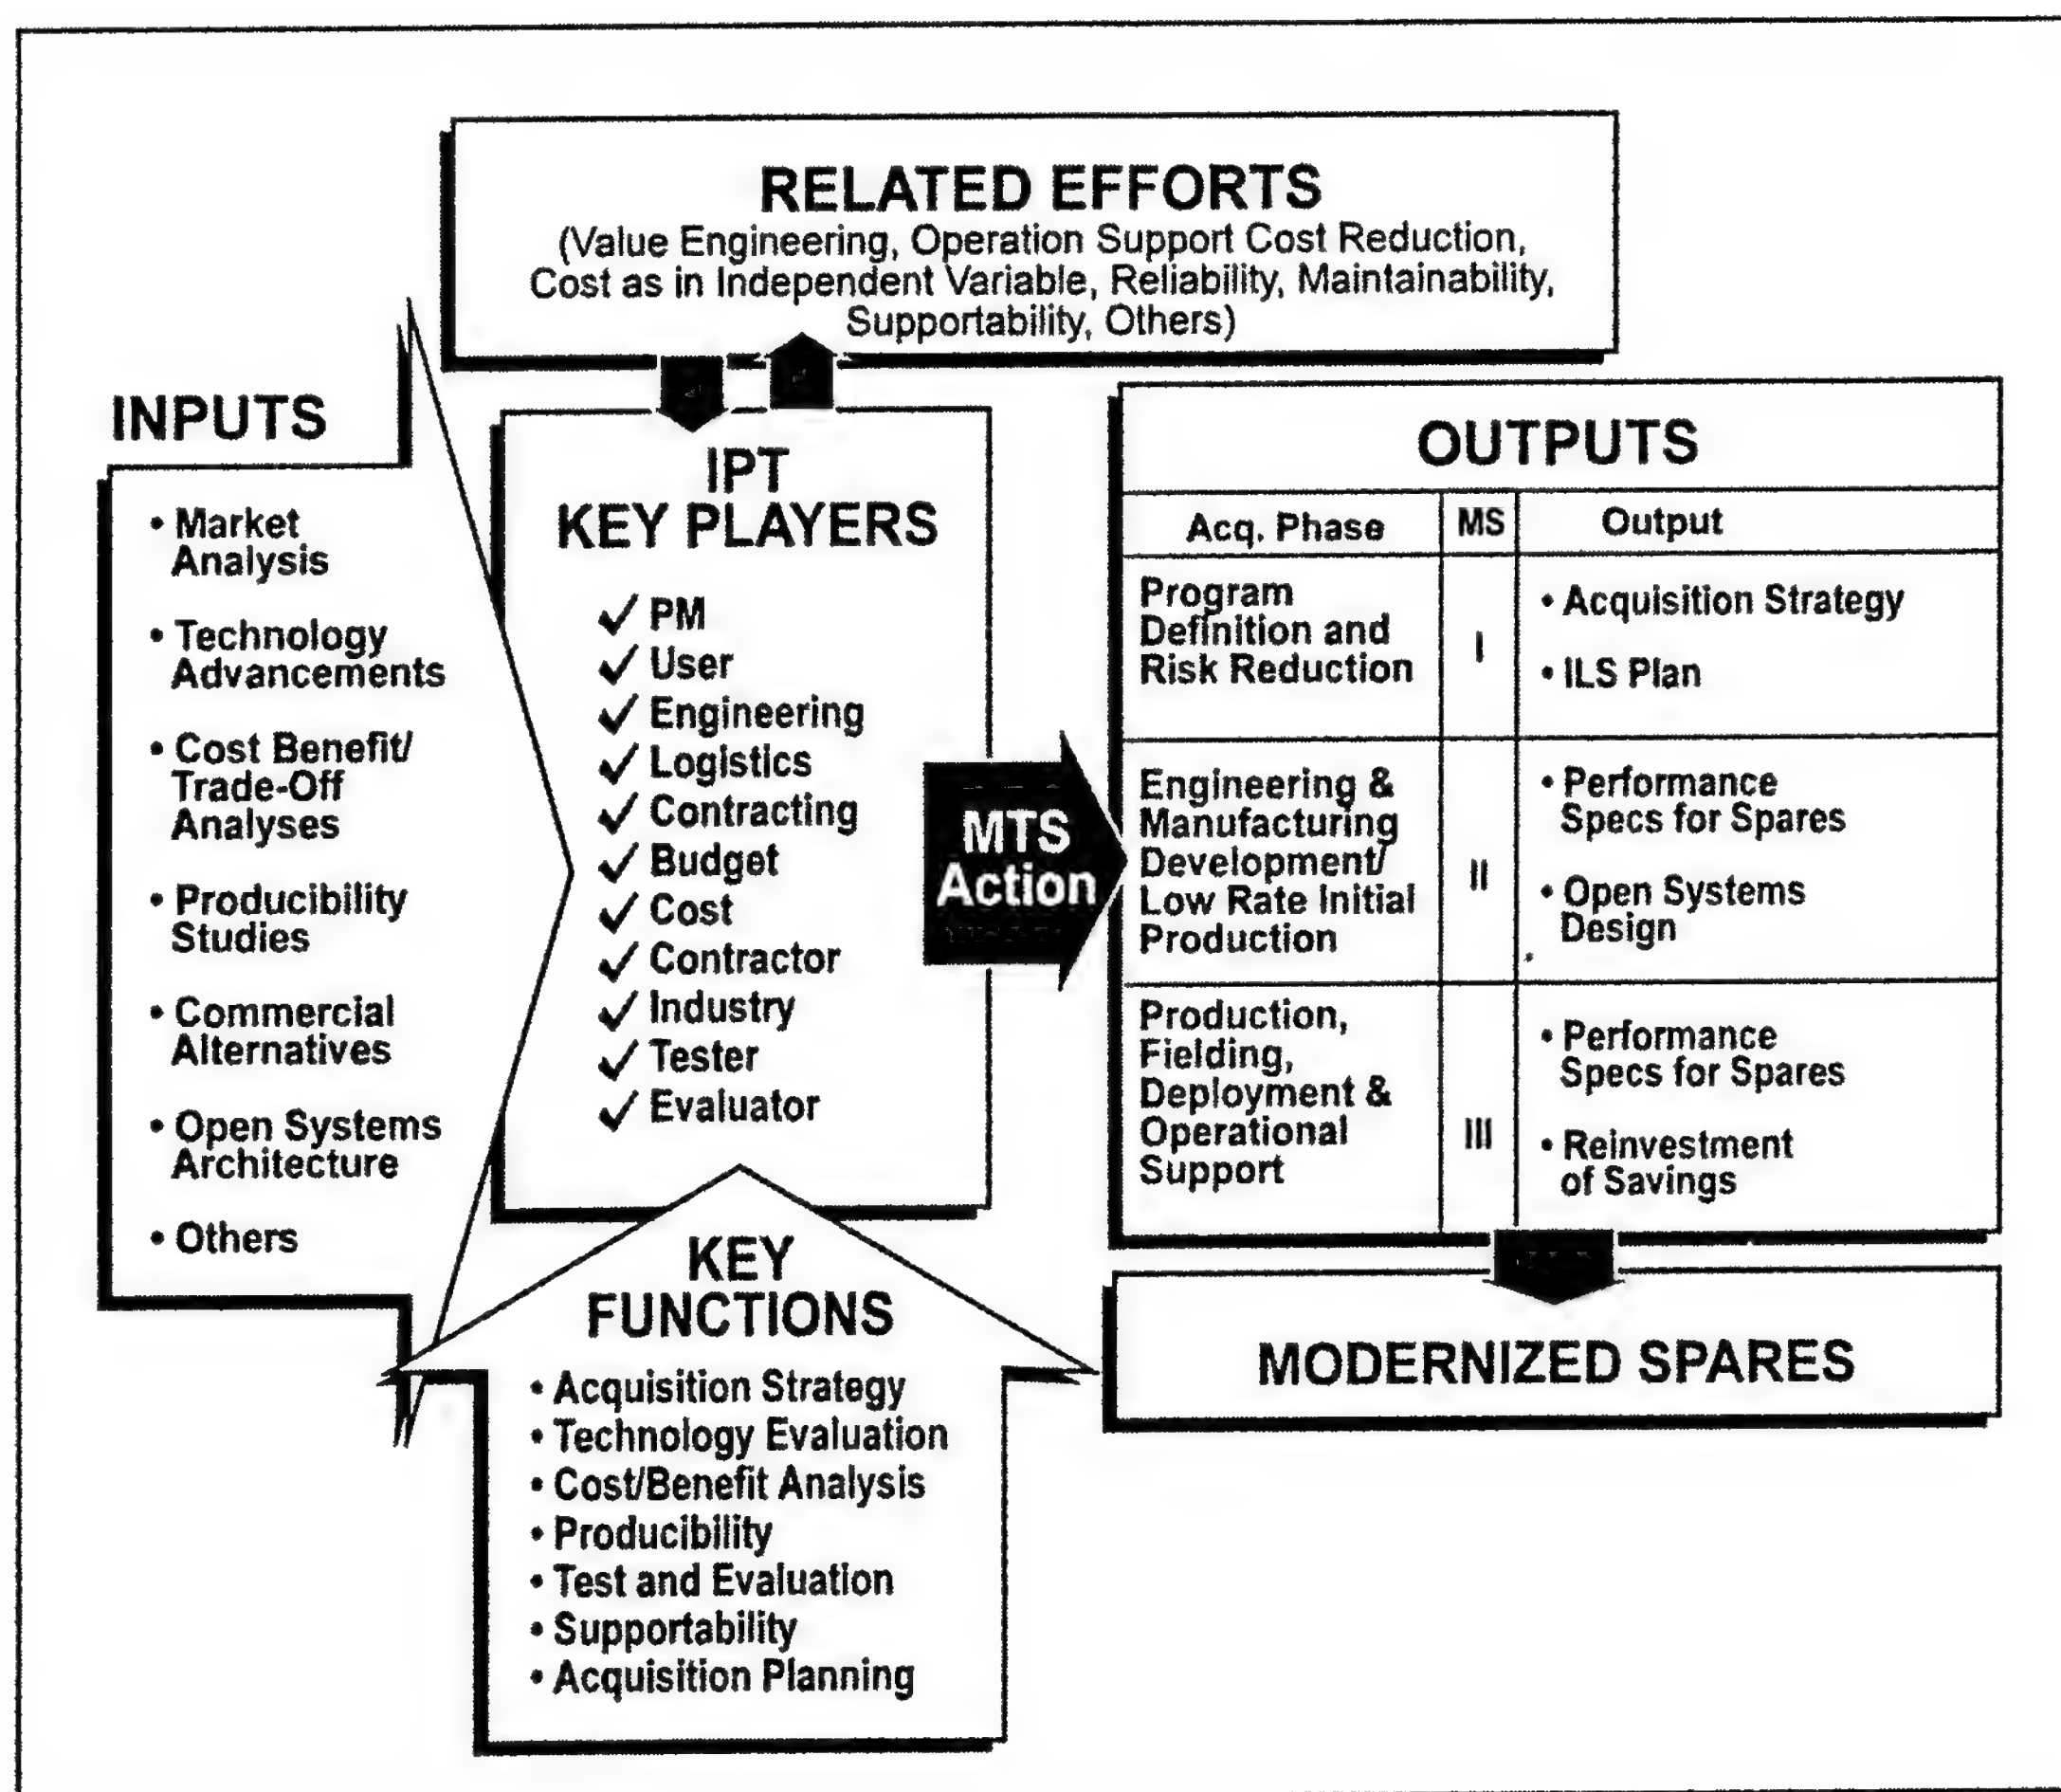 RELATED EFFORTS
(Value Engineering, Operation Support Cost Reduction,
Cost as in Independent Variable, Reliability, Maintainability,
Supportability, Others)
INPUTS
• Market
Analysis
• Technology
Advancements
• Cost Benefit/
Trade-Off
Analyses
• Producibility
Studies
• Commercial
Alternatives
• Open Systems
Architecture
• Others
IPT
KEY PLAYERS
✓ PM
✓ User
✓ Engineering
✓ Logistics
✓ Contracting
✓ Budget
✓ Cost
✓ Contractor
✓ Industry
✓ Tester
✓ Evaluator
KEY
FUNCTIONS
• Acquisition Strategy
• Technology Evaluation
• Cost/Benefit Analysis
• Producibility
• Test and Evaluation
• Supportability
• Acquisition Planning
MTS
Action
OUTPUTS
Acq. Phase MS Output
Program
Definition and
Risk Reduction
I
• Acquisition Strategy
• ILS Plan
Engineering &
Manufacturing
Development/
Low Rate Initial
Production
II
• Performance
Specs for Spares
• Open Systems
Design
Production,
Fielding,
Deployment &
Operational
Support
III
• Performance
Specs for Spares
• Reinvestment
of Savings
MODERNIZED SPARES